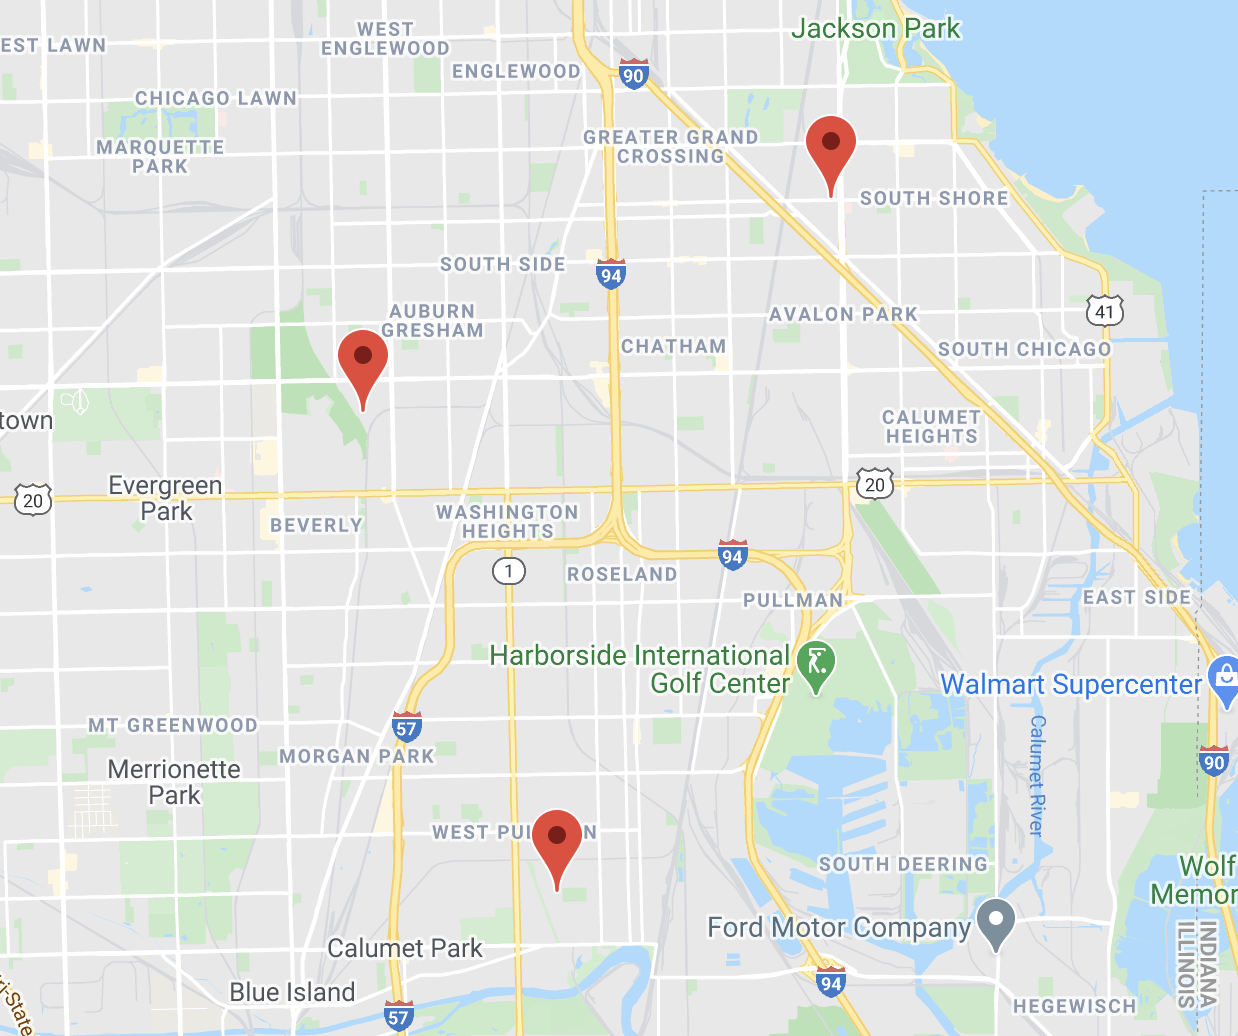 Jackson Park
WEST
ENGLEWOOD
EST LAWN
ENGLEWOOD
90
CHICAGO LAWN
GREATER GRAND
CROSSING
MARQUETTE
PARK
SOUTH SHORE
SOUTH SIDE
94
AUBURN
GRESHAM
AVALON PARK
41
CHATHAM
SOUTH CHICAGO
town
CALUMET
HEIGHTS
Evergreen
Park
20
20
WASHINGTON
HEIGHTS
BEVERLY
94
1
ROSELAND
PULLMAN
EAST SIDE
Harborside International
Golf Center
Walmart Supercenter
MT GREENWOOD
57
MORGAN PARK
Calumet River
90
Merrionette
Park
WEST PUL N
SOUTH DEERING
Wolf
Memor
Ford Motor Company
Calumet Park
INDIANA
ILLINOIS
94
Blue Island
HEGEWISCH
57
ri-State